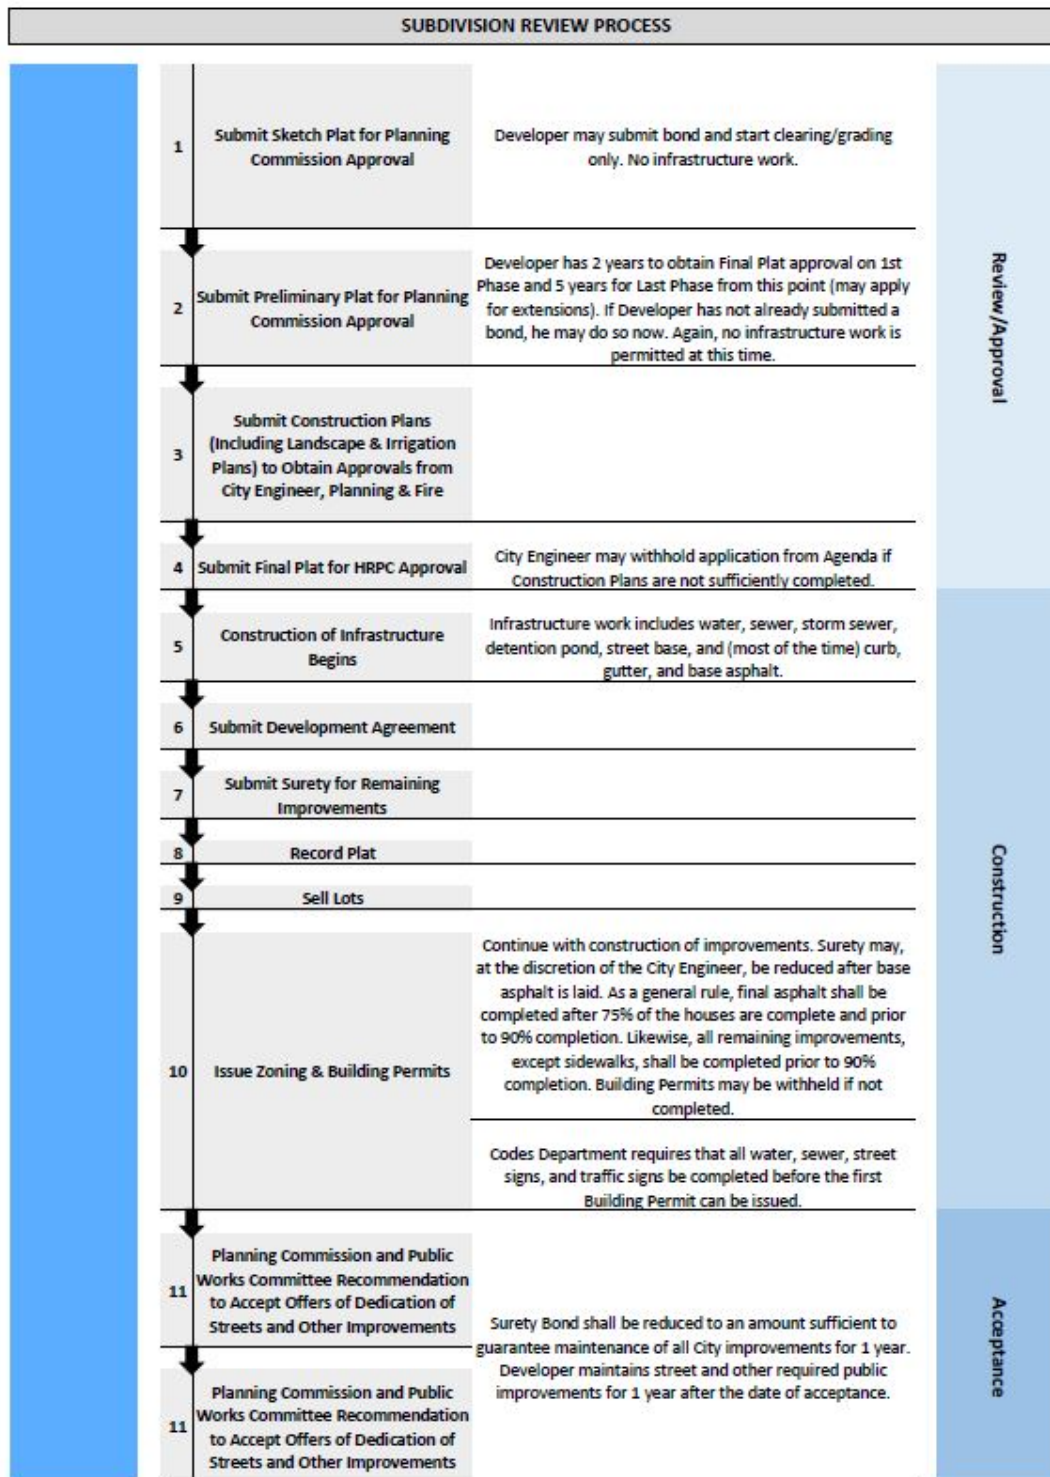 SUBDIVISION REVIEW PROCESS
1
Submit Sketch Plat for Planning
Commission Approval
Developer may submit bond and start clearing/grading
only. No infrastructure work.
2
Submit Preliminary Plat for Planning
Commission Approval
Developer has 2 years to obtain Final Plat approval on 1st
Phase and 5 years for Last Phase from this point (may apply
for extensions). If Developer has not already submitted a
bond, he may do so now. Again, no infrastructure work is
permitted at this time.
Review/Approval
3
Submit Construction Plans
(Including Landscape & Irrigation
Plans) to Obtain Approvals from
City Engineer, Planning & Fire
4
Submit Final Plat for HRPC Approval
City Engineer may withhold application from Agenda if
Construction Plans are not sufficiently completed.
5
Construction of Infrastructure
Begins
Infrastructure work includes water, sewer, storm sewer,
detention pond, street base, and (most of the time) curb,
gutter, and base asphalt.
6
Submit Development Agreement
7
Submit Surety for Remaining
Improvements
8
Record Plat
9
Sell Lots
Construction
10
Issue Zoning & Building Permits
Continue with construction of improvements. Surety may,
at the discretion of the City Engineer, be reduced after base
asphalt is laid. As a general rule, final asphalt shall be
completed after 75% of the houses are complete and prior
to 90% completion. Likewise, all remaining improvements,
except sidewalks, shall be completed prior to 90%
completion. Building Permits may be withheld if not
completed.
Codes Department requires that all water, sewer, street
signs, and traffic signs be completed before the first
Building Permit can be issued.
11
Planning Commission and Public
Works Committee Recommendation
to Accept Offers of Dedication of
Streets and Other Improvements
Surety Bond shall be reduced to an amount sufficient to
guarantee maintenance of all City improvements for 1 year.
Developer maintains street and other required public
improvements for 1 year after the date of acceptance.
Acceptance
11
Planning Commission and Public
Works Committee Recommendation
to Accept Offers of Dedication of
Streets and Other Improvements